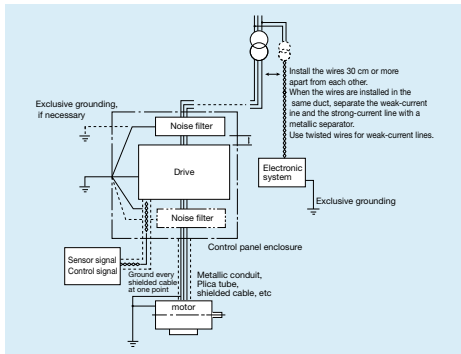 Install the wires 30 cm or more
apart from each other.
When the wires are installed in the
same duct, separate the weak-current
ine and the strong-current line with a
metallic separator.
Use twisted wires for weak-current lines.
Exclusive grounding,
if necessary
Noise filter
Drive
Electronic
system
Exclusive grounding
Noise filter
Control panel enclosure
Sensor signal
Control signal
Ground every
shielded cable
at one point
Metallic conduit,
Plica tube,
shielded cable, etc
motor